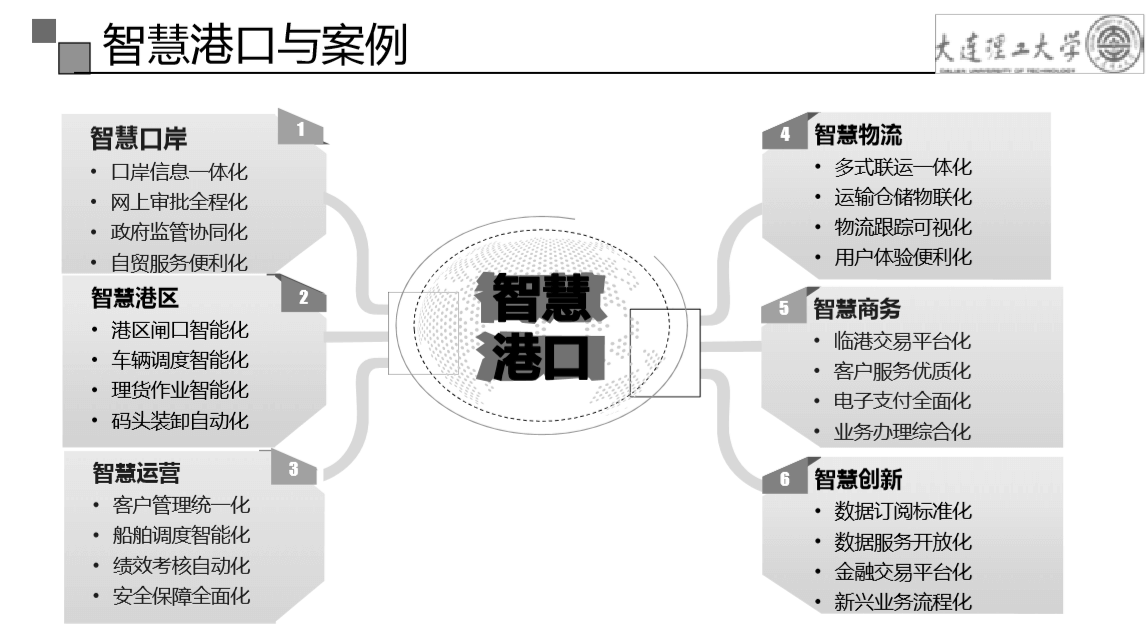 智慧港口与案例
大连理工大学
DALIAN UNIVERSITY OF TECHNOLOGY
1
智慧口岸
• 口岸信息一体化
• 网上审批全程化
• 政府监管协同化
• 自贸服务便利化
2
智慧港区
• 港区闸口智能化
• 车辆调度智能化
• 理货作业智能化
• 码头装卸自动化
3
智慧运营
• 客户管理统一化
• 船舶调度智能化
• 绩效考核自动化
• 安全保障全面化
智慧
港口
4
智慧物流
• 多式联运一体化
• 运输仓储物联化
• 物流跟踪可视化
• 用户体验便利化
5
智慧商务
• 临港交易平台化
• 客户服务优质化
• 电子支付全面化
• 业务办理综合化
6
智慧创新
• 数据订阅标准化
• 数据服务开放化
• 金融交易平台化
• 新兴业务流程化